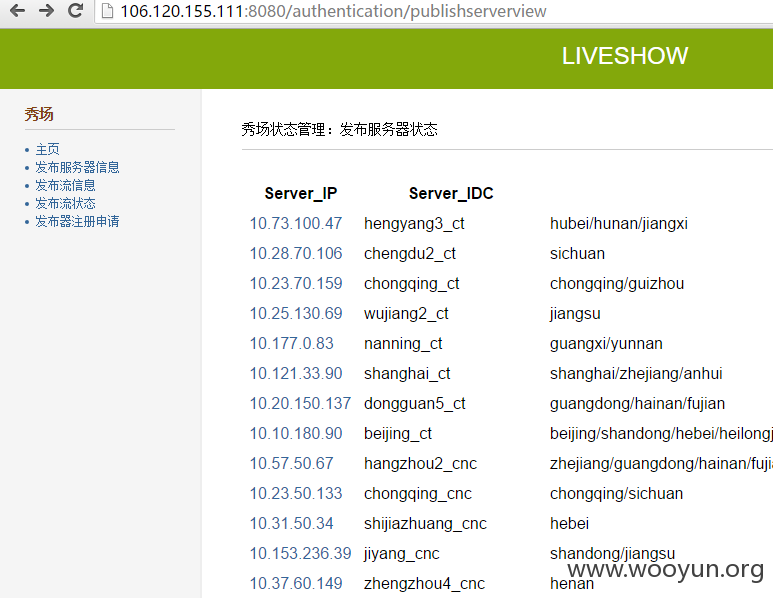 106.120.155.111:8080/authentication/publishserverview
LIVESHOW
秀场
主页
发布服务器信息
发布流信息
发布流状态
发布器注册申请
秀场状态管理：发布服务器状态
Server_IP Server_IDC
10.73.100.47 hengyang3_ct hubei/hunan/jiangxi
10.28.70.106 chengdu2_ct sichuan
10.23.70.159 chongqing_ct chongqing/guizhou
10.25.130.69 wujiang2_ct jiangsu
10.177.0.83 nanning_ct guangxi/yunnan
10.121.33.90 shanghai_ct shanghai/zhejiang/anhui
10.20.150.137 dongguan5_ct guangdong/hainan/fujian
10.10.180.90 beijing_ct beijing/shandong/hebei/heilongj
10.57.50.67 hangzhou2_cnc zhejiang/guangdong/hainan/fuji
10.23.50.133 chongqing_cnc chongqing/sichuan
10.31.50.34 shijiazhuang_cnc hebei
10.153.236.39 jiyang_cnc shandong/jiangsu
10.37.60.149 zhengzhou4_cnc henan
www.wooyun.org